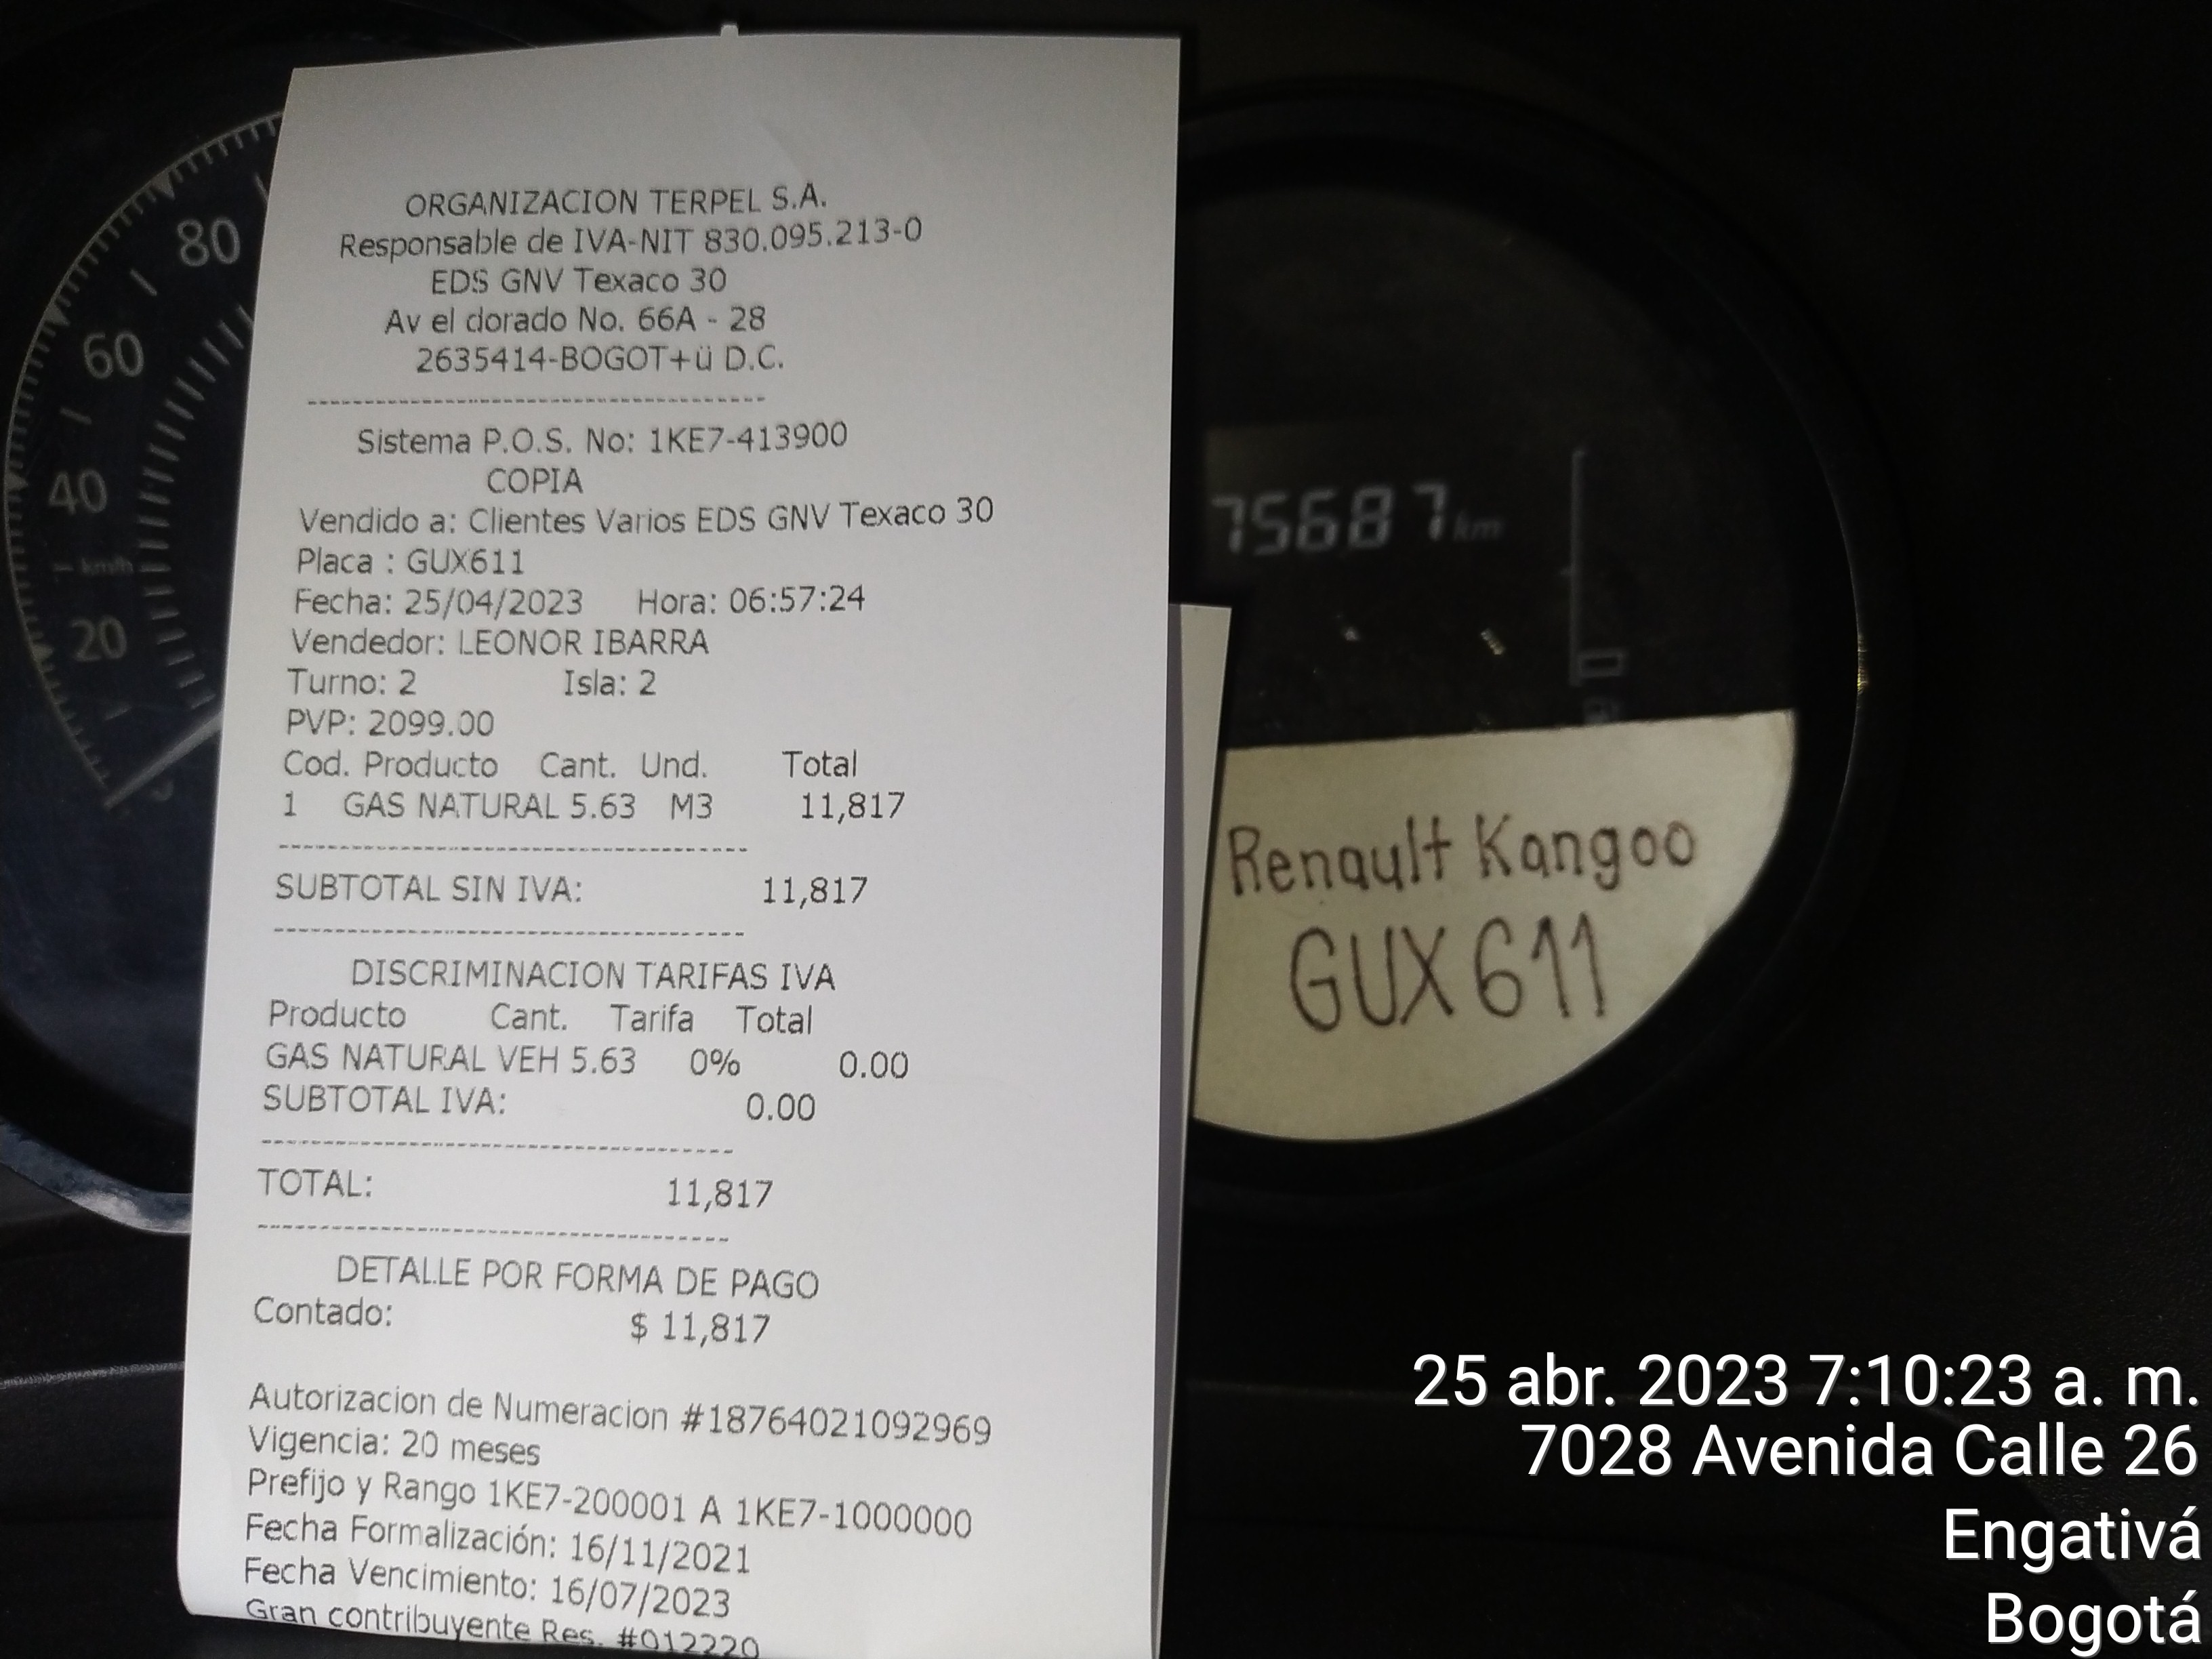 ORGANIZACION TERPEL S.A.
Responsable de IVA-NIT 830.095.213-0
EDS GNV Texaco 30
Av el dorado No. 66A - 28
2635414-BOGOT+ü D.C.
----------------------------------------
Sistema P.O.S. No: 1KE7-413900
COPIA
Vendido a: Clientes Varios EDS GNV Texaco 30
Placa : GUX611
Fecha: 25/04/2023 Hora: 06:57:24
Vendedor: LEONOR IBARRA
Turno: 2 Isla: 2
PVP: 2099.00
Cod. Producto Cant. Und. Total
1 GAS NATURAL 5.63 M3 11,817
----------------------------------------
SUBTOTAL SIN IVA: 11,817
----------------------------------------
DISCRIMINACION TARIFAS IVA
Producto Cant. Tarifa Total
GAS NATURAL VEH 5.63 0% 0.00
SUBTOTAL IVA: 0.00
----------------------------------------
TOTAL: 11,817
----------------------------------------
DETALLE POR FORMA DE PAGO
Contado: $ 11,817
Autorizacion de Numeracion #18764021092969
Vigencia: 20 meses
Prefijo y Rango 1KE7-200001 A 1KE7-1000000
Fecha Formalización: 16/11/2021
Fecha Vencimiento: 16/07/2023
Gran contribuyente Res. #012220
80
60
40
km/h
20
75687 km
Renault Kangoo
GUX611
25 abr. 2023 7:10:23 a. m.
7028 Avenida Calle 26
Engativá
Bogotá